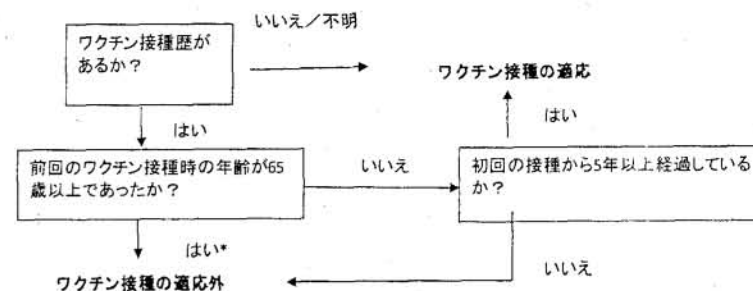 いいえ／不明
ワクチン接種歴が
あるか？
ワクチン接種の適応
はい
はい
前回のワクチン接種時の年齢が65
歳以上であったか？
いいえ
初回の接種から5年以上経過している
か？
はい*
いいえ
ワクチン接種の適応外